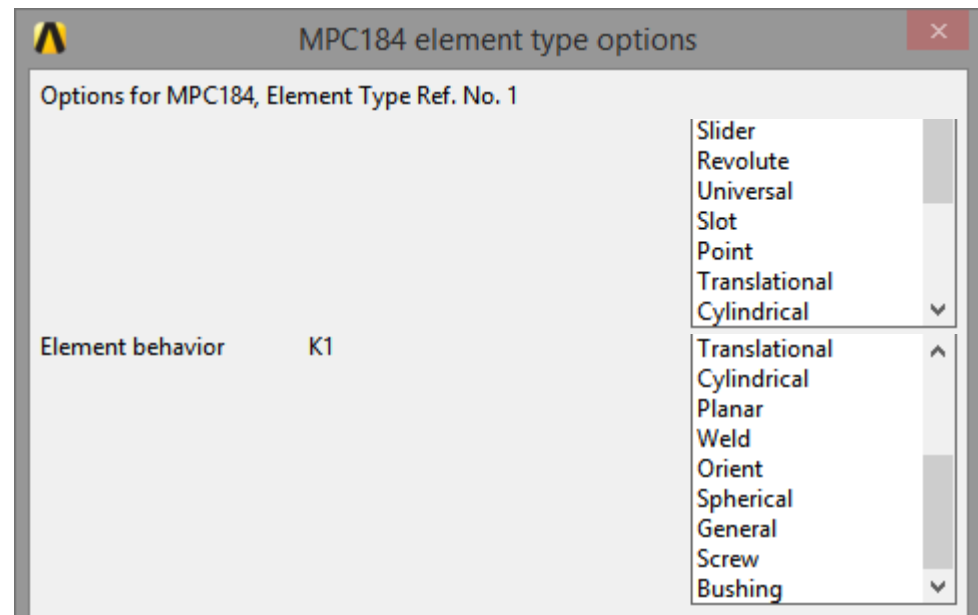 MPC184 element type options
Options for MPC184, Element Type Ref. No. 1
Slider
Revolute
Universal
Slot
Point
Translational
Cylindrical
Element behavior K1
Translational
Cylindrical
Planar
Weld
Orient
Spherical
General
Screw
Bushing